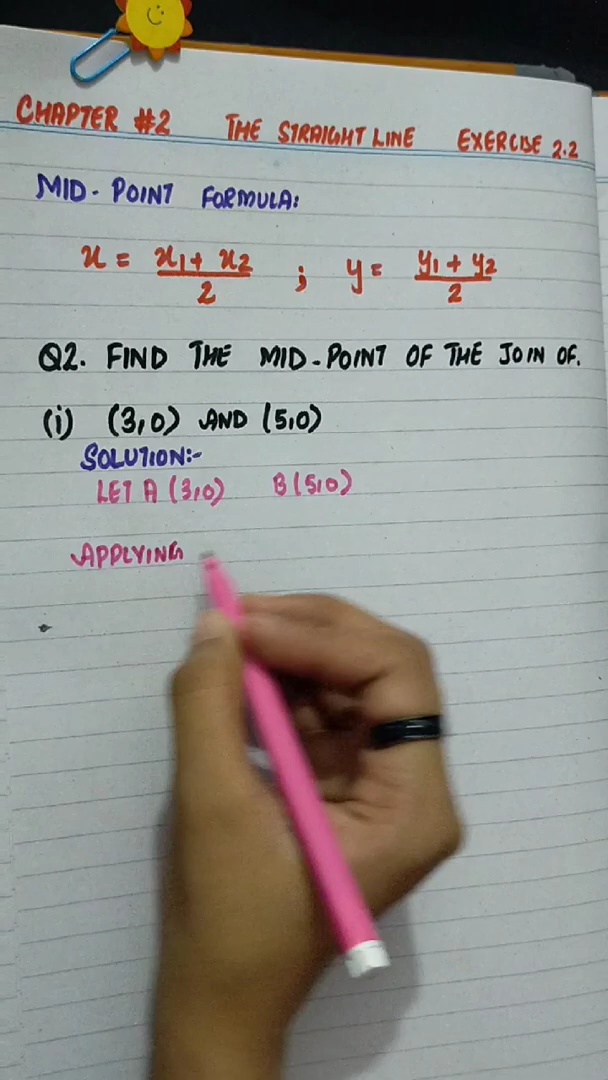 CHAPTER #2 THE STRAIGHT LINE EXERCISE 2.2
MID-POINT FORMULA:
x = x1 + x2 / 2 ; y = y1 + y2 / 2
Q2. FIND THE MID-POINT OF THE JOIN OF.
(i) (3,0) AND (5,0)
SOLUTION:-
LET A (3,0) B (5,0)
APPLYING